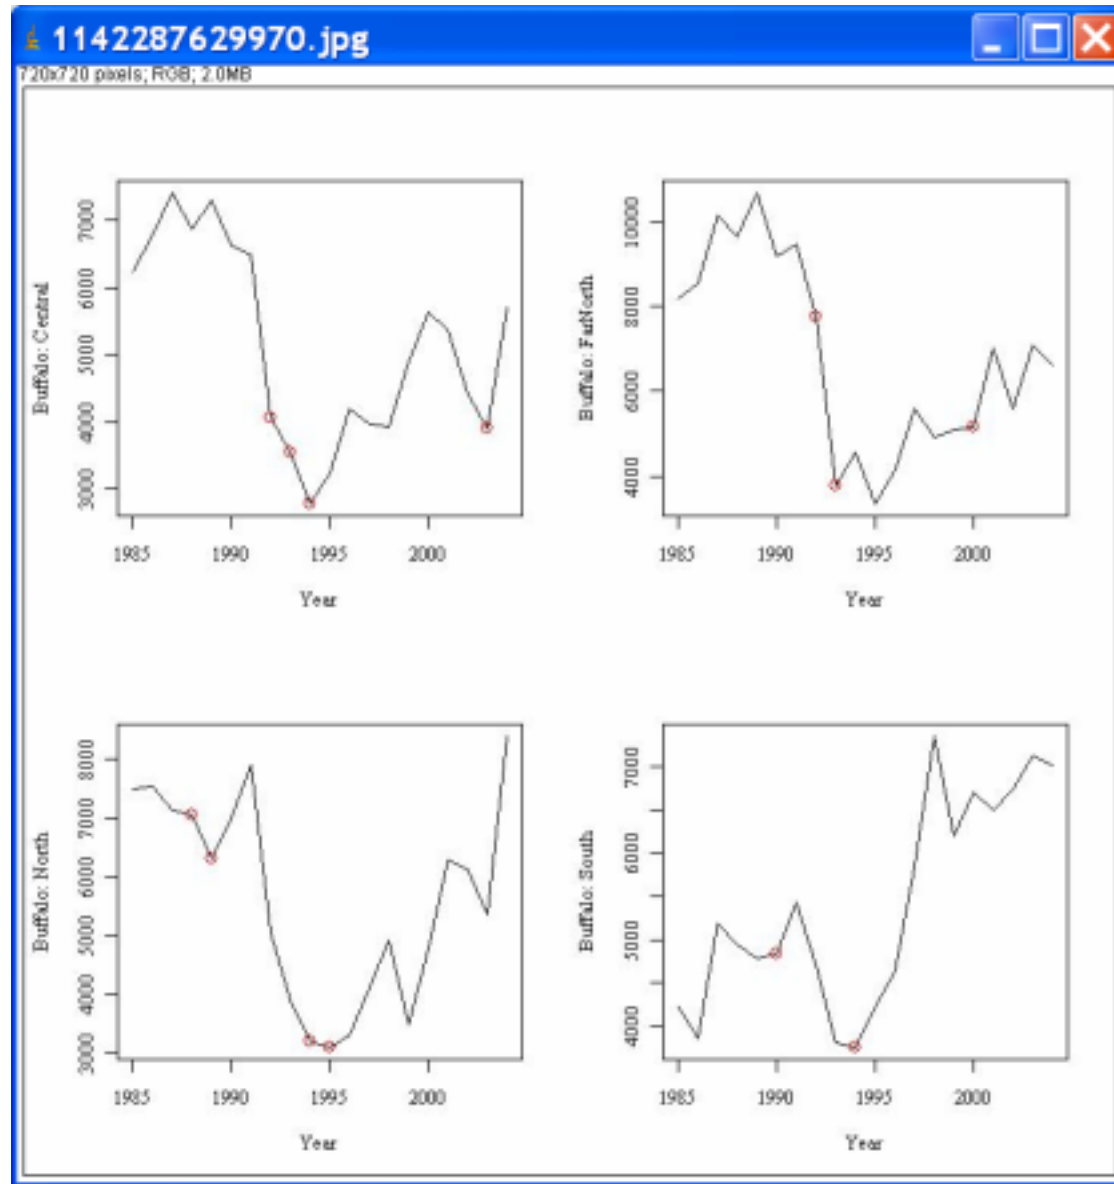 1142287629970.jpg
720x720 pixels; RGB; 2.0MB
Buffalo: Central
7000
6000
5000
4000
3000
1985 1990 1995 2000
Year
Buffalo: FarNorth
10000
8000
6000
4000
1985 1990 1995 2000
Year
Buffalo: North
8000
7000
6000
5000
4000
3000
1985 1990 1995 2000
Year
Buffalo: South
7000
6000
5000
4000
1985 1990 1995 2000
Year